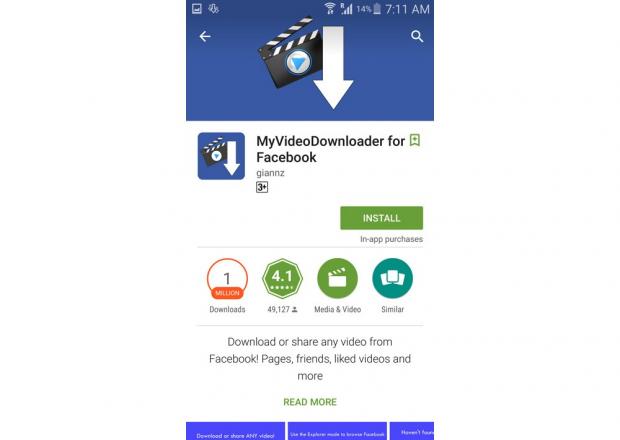 R 14% 7:11 AM
MyVideoDownloader for
Facebook
giannz
3+
INSTALL
In-app purchases
1
MILLION
4.1
Downloads
49,127
Media & Video
Similar
Download or share any video from
Facebook! Pages, friends, liked videos and
more
READ MORE
Download or share ANY video!
Use the Explorer mode to browse Facebook
Haven't foun